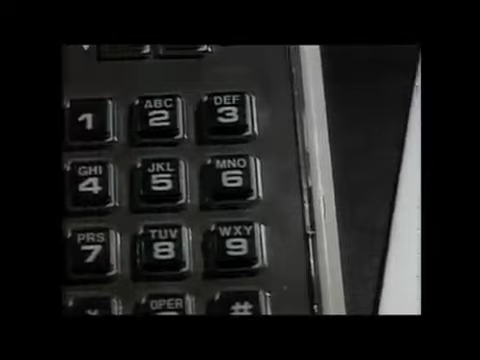 1 ABC 2 DEF 3
GHI 4 JKL 5 MNO 6
PRS 7 TUV 8 WXY 9
OPER #